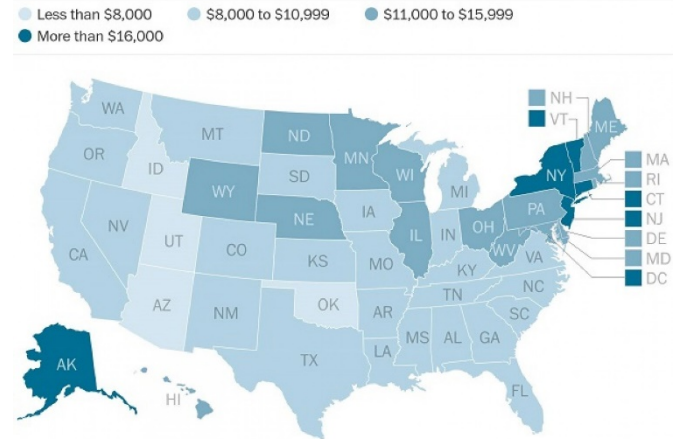 Less than $8,000 $8,000 to $10,999 $11,000 to $15,999
More than $16,000
NH
VT
WA
MT
ND
ME
OR
MN
ID
SD
WI
NY
MA
WY
MI
RI
CT
IA
PA
NJ
NE
NV
IL
IN
OH
DE
UT
CO
WV
VA
MD
CA
KS
MO
KY
DC
NC
TN
AZ
NM
OK
AR
SC
MS
AL
GA
TX
LA
AK
FL
HI